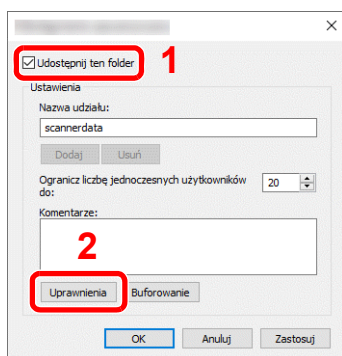 Udostępnij ten folder
1
Ustawienia
Nazwa udziału:
scannerdata
Dodaj Usuń
Ogranicz liczbę jednoczesnych użytkowników
do:
20
Komentarze:
2
Uprawnienia Buforowanie
OK Anuluj Zastosuj